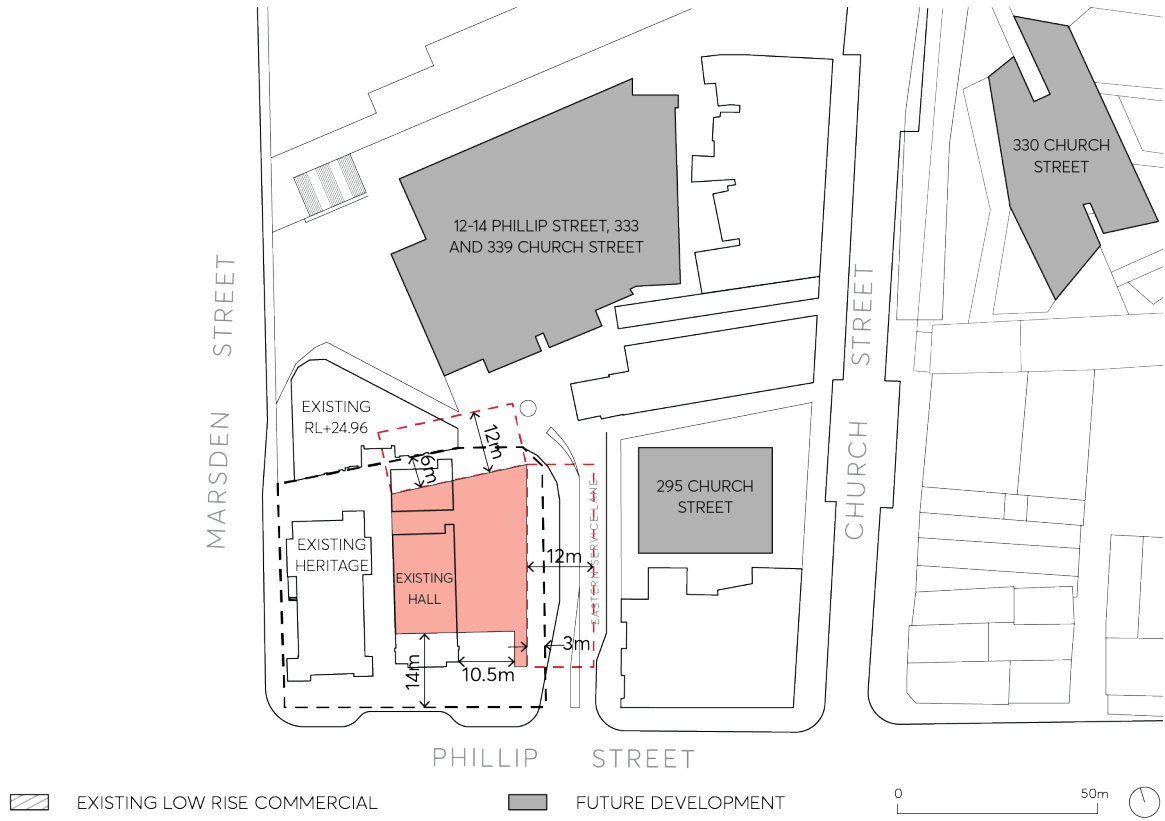 330 CHURCH
STREET
12-14 PHILLIP STREET, 333
AND 339 CHURCH STREET
MARSDEN STREET
CHURCH STREET
EXISTING
RL+24.96
12m
6m
295 CHURCH
STREET
EASTERN SERVICE LANE
EXISTING
HERITAGE
12m
EXISTING
HALL
3m
14m
10.5m
PHILLIP STREET
EXISTING LOW RISE COMMERCIAL
FUTURE DEVELOPMENT
0 50m